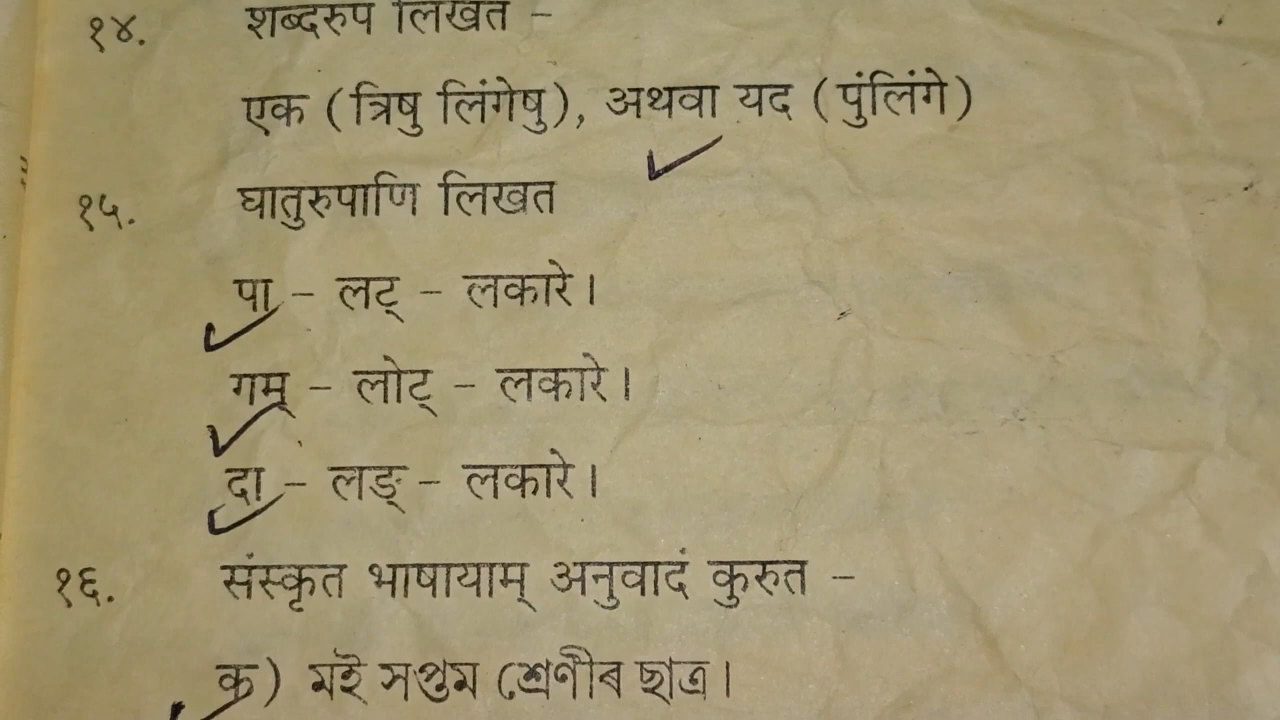 १४. शब्दरुप लिखत –
एक (त्रिषु लिंगेषु), अथवा यद (पुंलिंगे)
१५. घातुरुपाणि लिखत
पा – लट् – लकारे।
गम् – लोट् – लकारे।
दा – लङ् – लकारे।
१६. संस्कृत भाषायाम् अनुवादं कुरुत –
क) মই সপ্তম শ্ৰেণীৰ ছাত্ৰ।